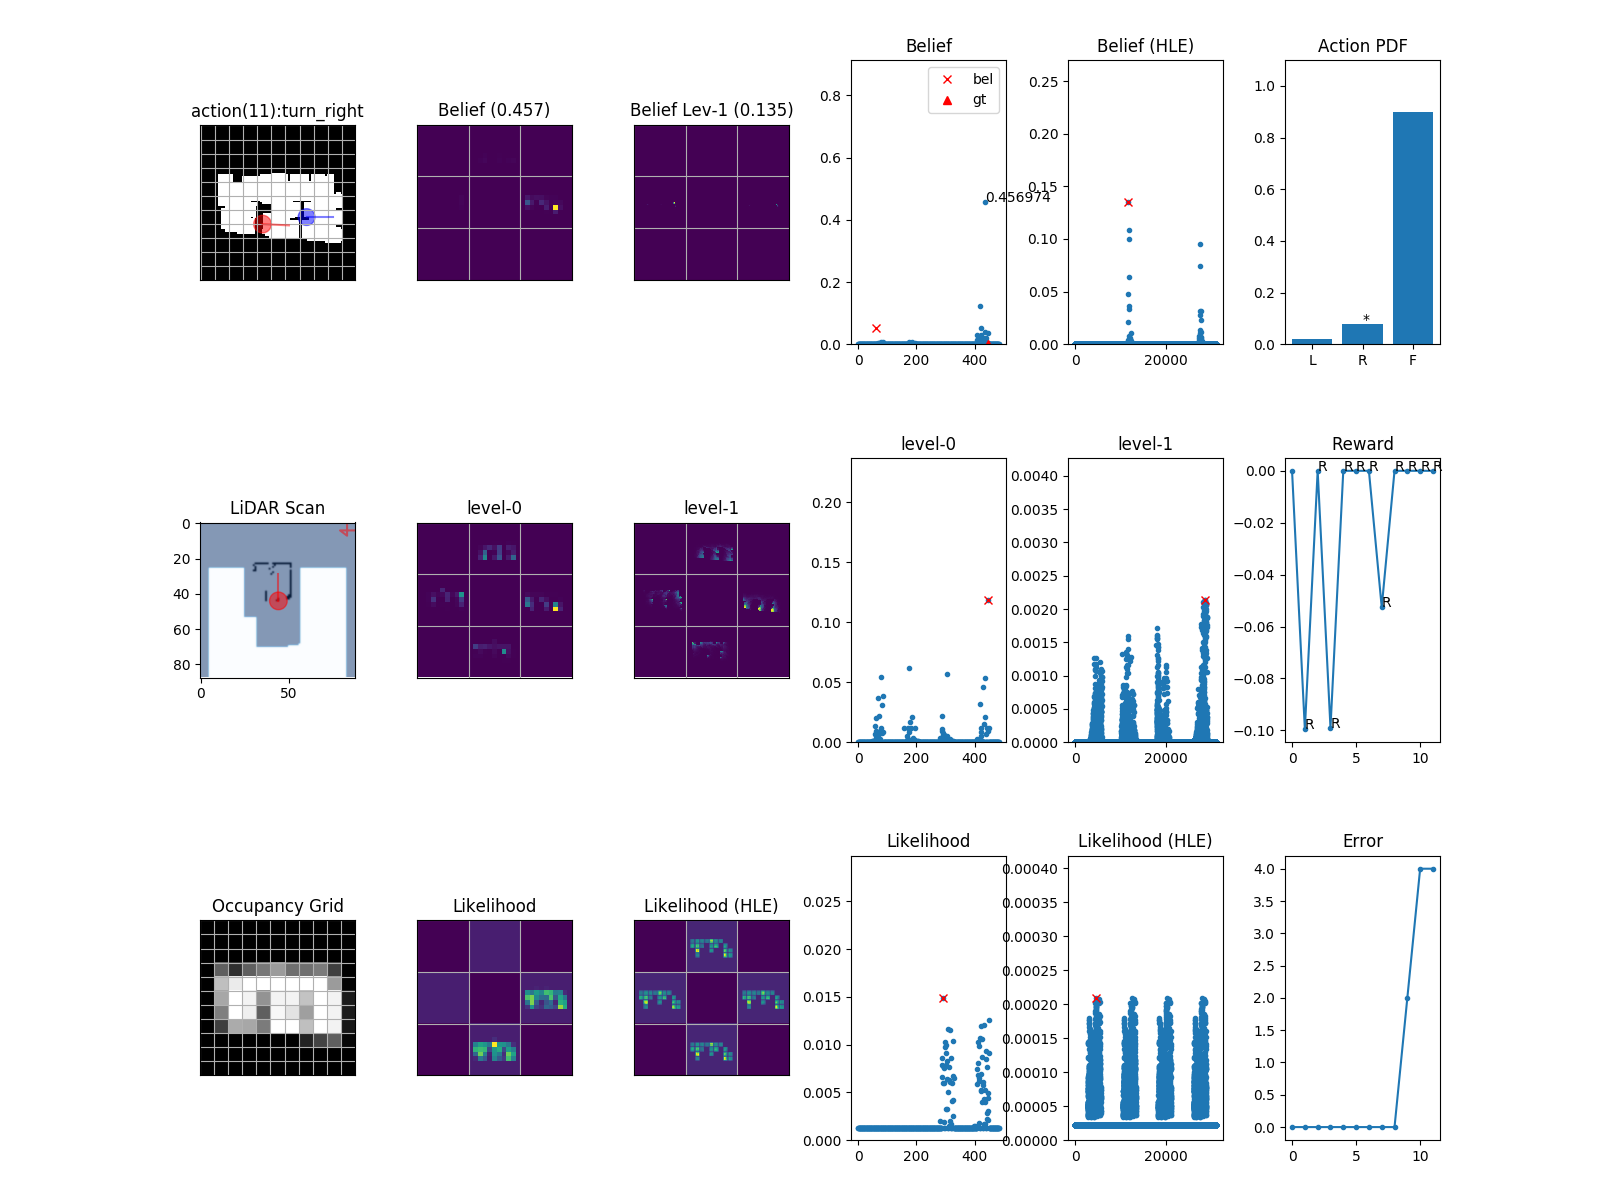 Belief
Belief (HLE)
Action PDF
bel
gt
0.8
0.6
0.4
0.2
0.0
0.456974
0 200 400
0.25
0.20
0.15
0.10
0.05
0.00
0 20000
1.0
0.8
0.6
0.4
0.2
0.0
*
L R F
action(11):turn_right
Belief (0.457)
Belief Lev-1 (0.135)
level-0
level-1
Reward
0.20
0.15
0.10
0.05
0.00
0 200 400
0.0040
0.0035
0.0030
0.0025
0.0020
0.0015
0.0010
0.0005
0.0000
0 20000
0.00
−0.02
−0.04
−0.06
−0.08
−0.10
R R R R R R R R
R
R R
0 5 10
LiDAR Scan
level-0
level-1
0
20
40
60
80
0 50
Likelihood
Likelihood (HLE)
Error
0.025
0.020
0.015
0.010
0.005
0.000
0 200 400
0.00040
0.00035
0.00030
0.00025
0.00020
0.00015
0.00010
0.00005
0.00000
0 20000
4.0
3.5
3.0
2.5
2.0
1.5
1.0
0.5
0.0
0 5 10
Occupancy Grid
Likelihood
Likelihood (HLE)